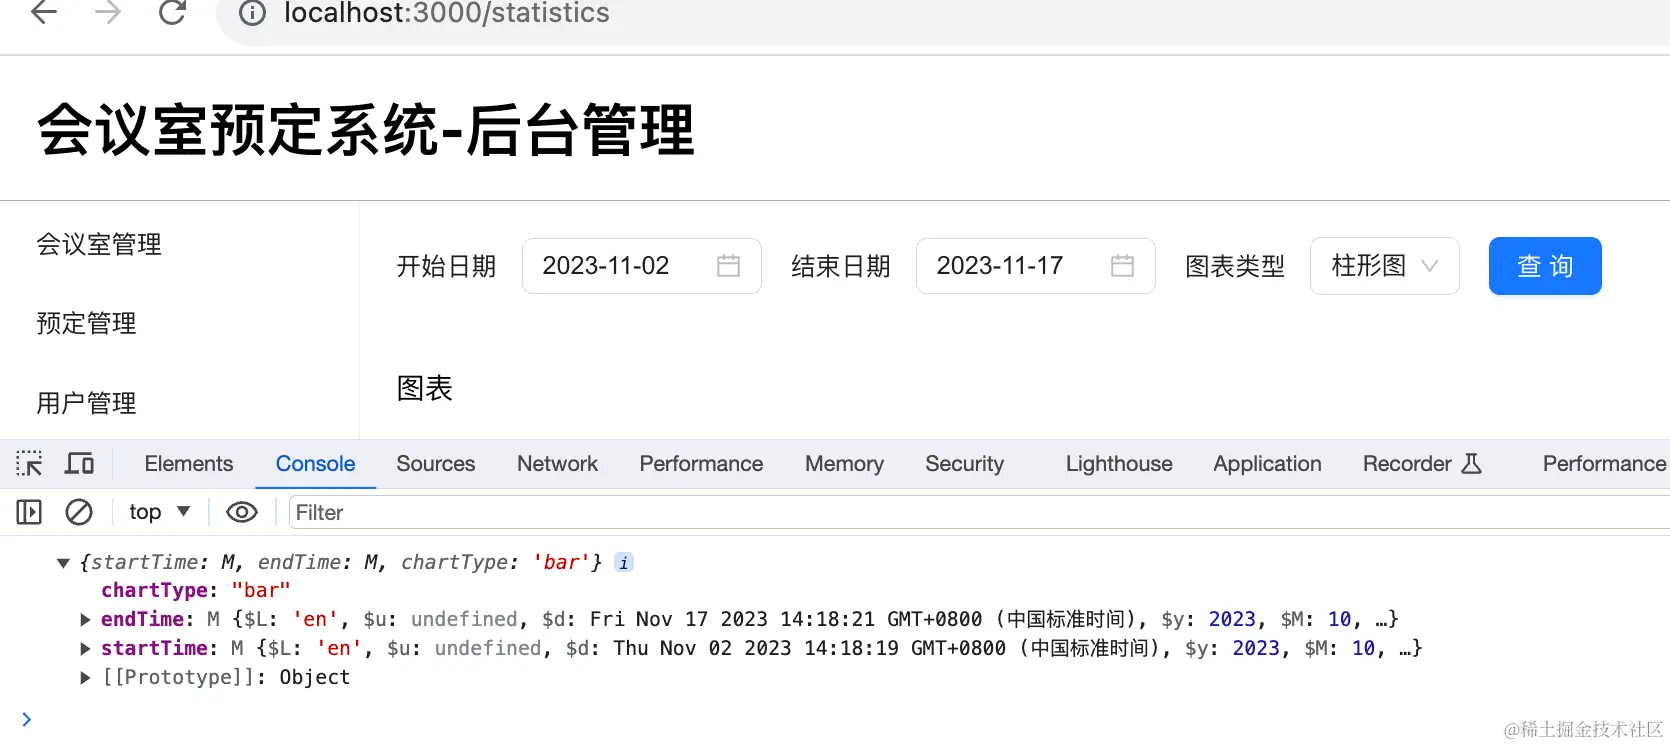 localhost:3000/statistics
会议室预定系统-后台管理
会议室管理
预定管理
用户管理
开始日期 2023-11-02 结束日期 2023-11-17 图表类型 柱形图 查 询
图表
Elements Console Sources Network Performance Memory Security Lighthouse Application Recorder Performance
top Filter
{startTime: M, endTime: M, chartType: 'bar'} i
chartType: "bar"
endTime: M {$L: 'en', $u: undefined, $d: Fri Nov 17 2023 14:18:21 GMT+0800 (中国标准时间), $y: 2023, $M: 10, …}
startTime: M {$L: 'en', $u: undefined, $d: Thu Nov 02 2023 14:18:19 GMT+0800 (中国标准时间), $y: 2023, $M: 10, …}
[[Prototype]]: Object
@稀土掘金技术社区